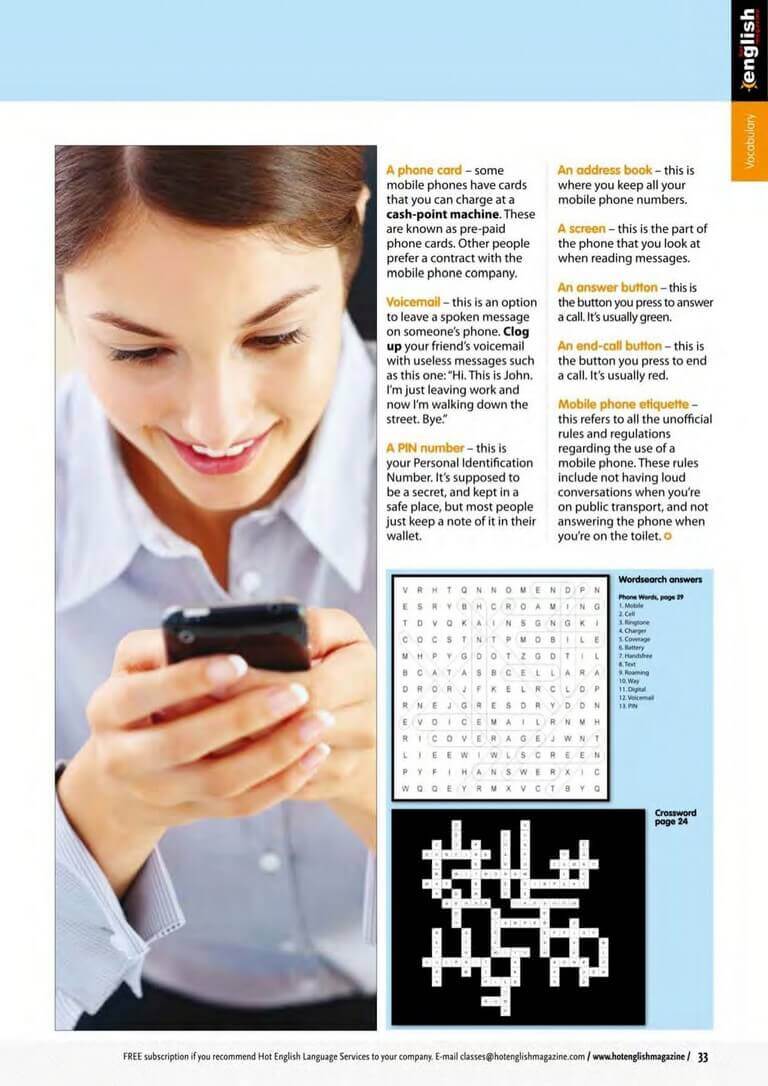 english
magazine
Vocabulary
A phone card – some
mobile phones have cards
that you can charge at a
cash-point machine. These
are known as pre-paid
phone cards. Other people
prefer a contract with the
mobile phone company.
Voicemail – this is an option
to leave a spoken message
on someone's phone. Clog
up your friend's voicemail
with useless messages such
as this one: "Hi. This is John.
I'm just leaving work and
now I'm walking down the
street. Bye."
A PIN number – this is
your Personal Identification
Number. It's supposed to
be a secret, and kept in a
safe place, but most people
just keep a note of it in their
wallet.
An address book – this is
where you keep all your
mobile phone numbers.
A screen – this is the part of
the phone that you look at
when reading messages.
An answer button – this is
the button you press to answer
a call. It's usually green.
An end-call button – this is
the button you press to end
a call. It's usually red.
Mobile phone etiquette –
this refers to all the unofficial
rules and regulations
regarding the use of a
mobile phone. These rules
include not having loud
conversations when you're
on public transport, and not
answering the phone when
you're on the toilet.
V R H T Q N N O M E N D P N
E S R Y B H C R O A M I N G
T D V Q K A I N S G N G K I
C O C S T N T P M O B I L E
M H P Y G D O T Z G D T I L
B C A T A S B C E L L A R A
D R O R J F K E L R C L O P
R N E J G R E S D R Y D D N
E V O I C E M A I L R N M H
R I C O V E R A G E J W N T
L I E E W I W L S C R E E N
P Y F I H A N S W E R X I C
W Q Q E Y R M X V C T B Y Q
Wordsearch answers
Phone Words, page 29
1. Mobile
2. Cell
3. Ringtone
4. Charger
5. Coverage
6. Battery
7. Handsfree
8. Text
9. Roaming
10. Way
11. Digital
12. Voicemail
13. PIN
Crossword
page 24
FREE subscription if you recommend Hot English Language Services to your company. E-mail classes@hotenglishmagazine.com / www.hotenglishmagazine / 33